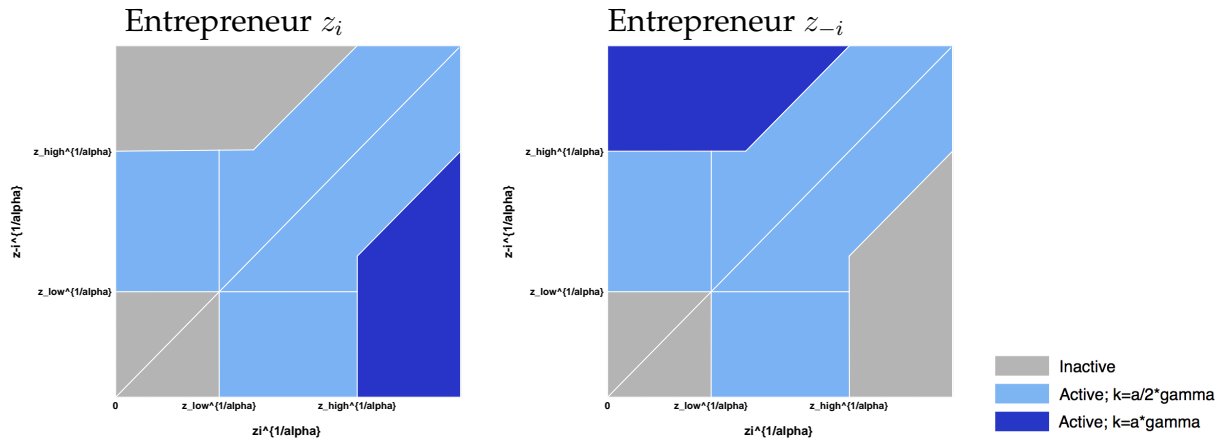 Entrepreneur z_i
z_high^{1/alpha}
z-i^{1/alpha}
z_low^{1/alpha}
0
z_low^{1/alpha}
z_high^{1/alpha}
zi^{1/alpha}
Entrepreneur z_{-i}
z_high^{1/alpha}
z-i^{1/alpha}
z_low^{1/alpha}
0
z_low^{1/alpha}
z_high^{1/alpha}
zi^{1/alpha}
Inactive
Active; k=a/2*gamma
Active; k=a*gamma